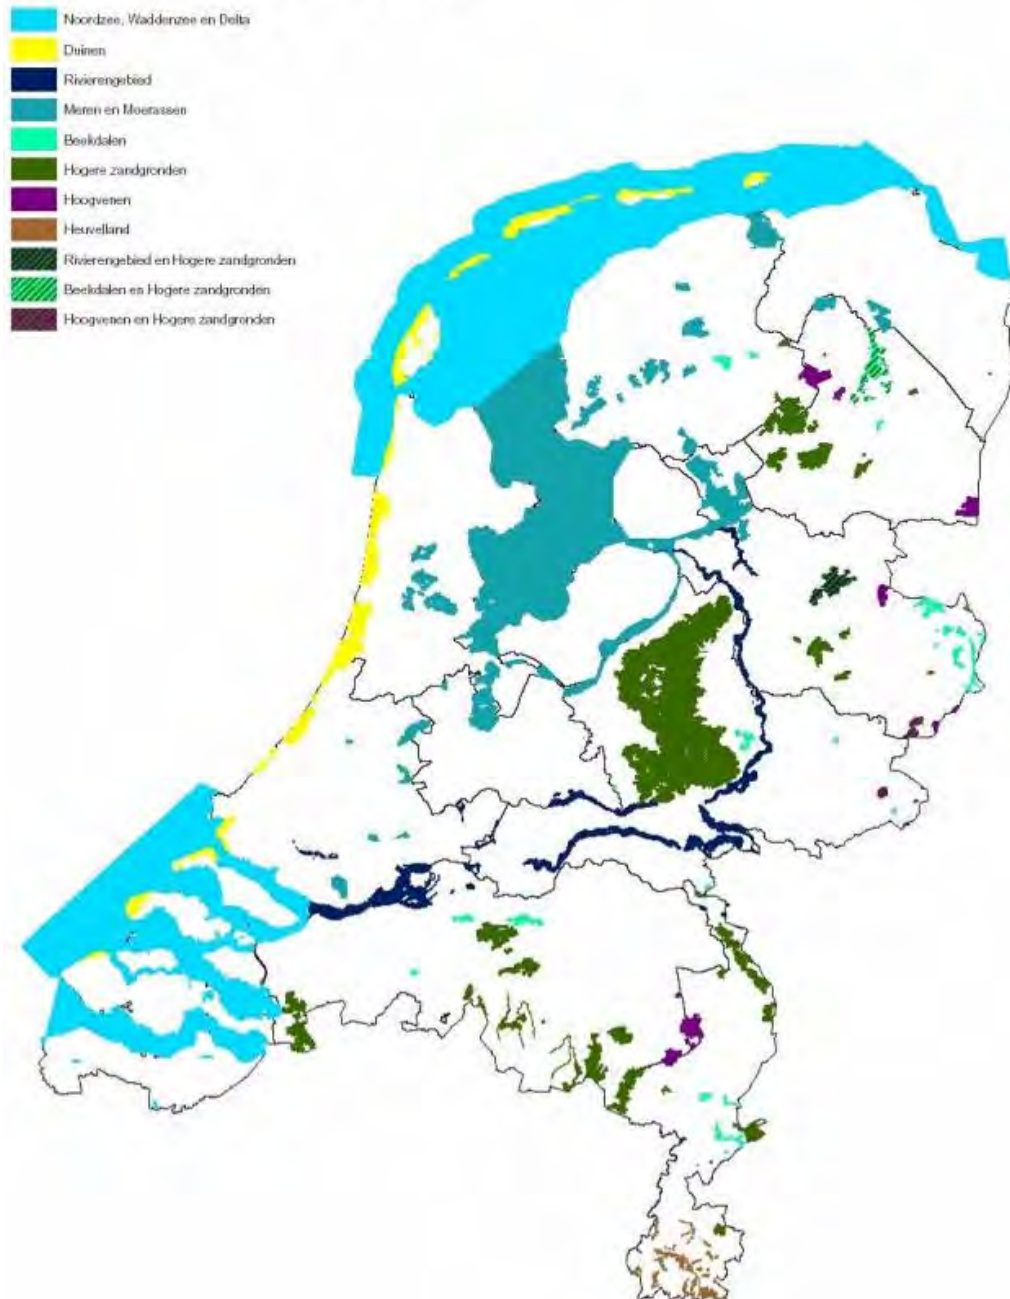 Noordzee, Waddenzee en Delta
Duinen
Rivierengebied
Meren en Moerassen
Beekdalen
Hogere zandgronden
Hoogvenen
Heuvelland
Rivierengebied en Hogere zandgronden
Beekdalen en Hogere zandgronden
Hoogvenen en Hogere zandgronden